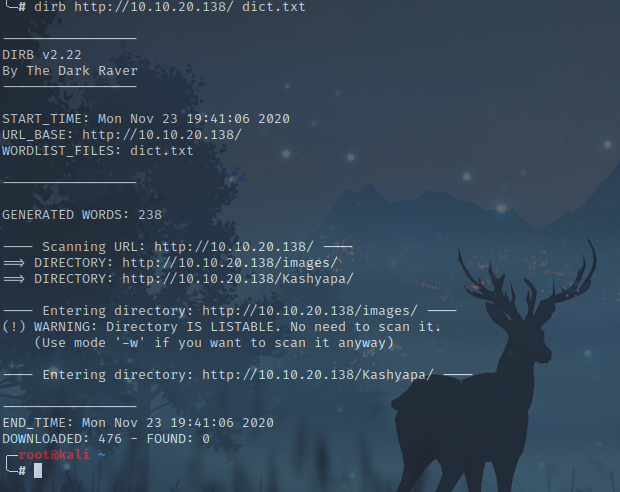 ╰─# dirb http://10.10.20.138/ dict.txt
-----------------
DIRB v2.22
By The Dark Raver
-----------------
START_TIME: Mon Nov 23 19:41:06 2020
URL_BASE: http://10.10.20.138/
WORDLIST_FILES: dict.txt
-----------------
GENERATED WORDS: 238
---- Scanning URL: http://10.10.20.138/ ----
==> DIRECTORY: http://10.10.20.138/images/
==> DIRECTORY: http://10.10.20.138/Kashyapa/
---- Entering directory: http://10.10.20.138/images/ ----
(!) WARNING: Directory IS LISTABLE. No need to scan it.
(Use mode '-w' if you want to scan it anyway)
---- Entering directory: http://10.10.20.138/Kashyapa/ ----
-----------------
END_TIME: Mon Nov 23 19:41:06 2020
DOWNLOADED: 476 - FOUND: 0
╭─root@kali ~
╰─#